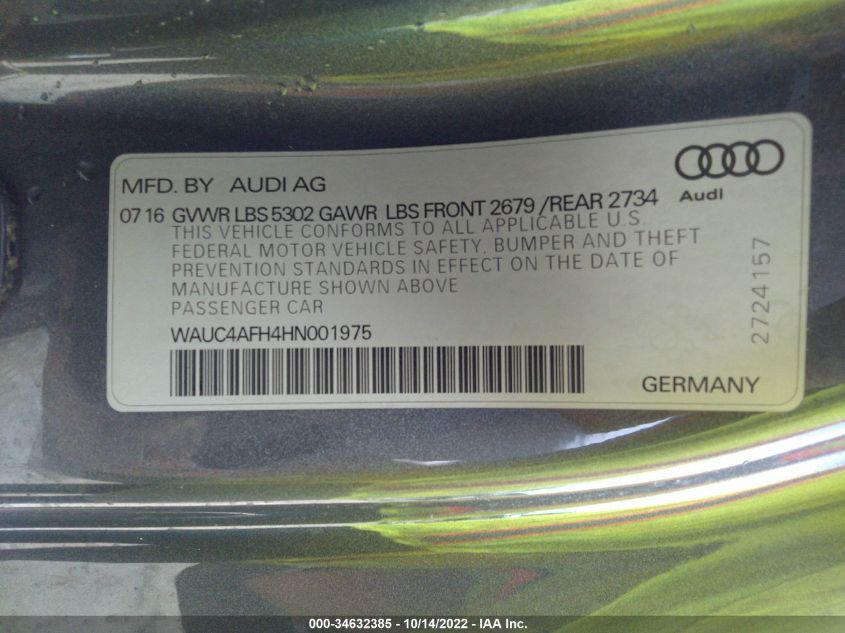 MFD. BY AUDI AG
Audi
07 16 GVWR LBS 5302 GAWR LBS FRONT 2679 /REAR 2734
THIS VEHICLE CONFORMS TO ALL APPLICABLE U.S.
FEDERAL MOTOR VEHICLE SAFETY, BUMPER AND THEFT
PREVENTION STANDARDS IN EFFECT ON THE DATE OF
MANUFACTURE SHOWN ABOVE
PASSENGER CAR
WAUC4AFH4HN001975
2724157
GERMANY
000-34632385 - 10/14/2022 - IAA Inc.